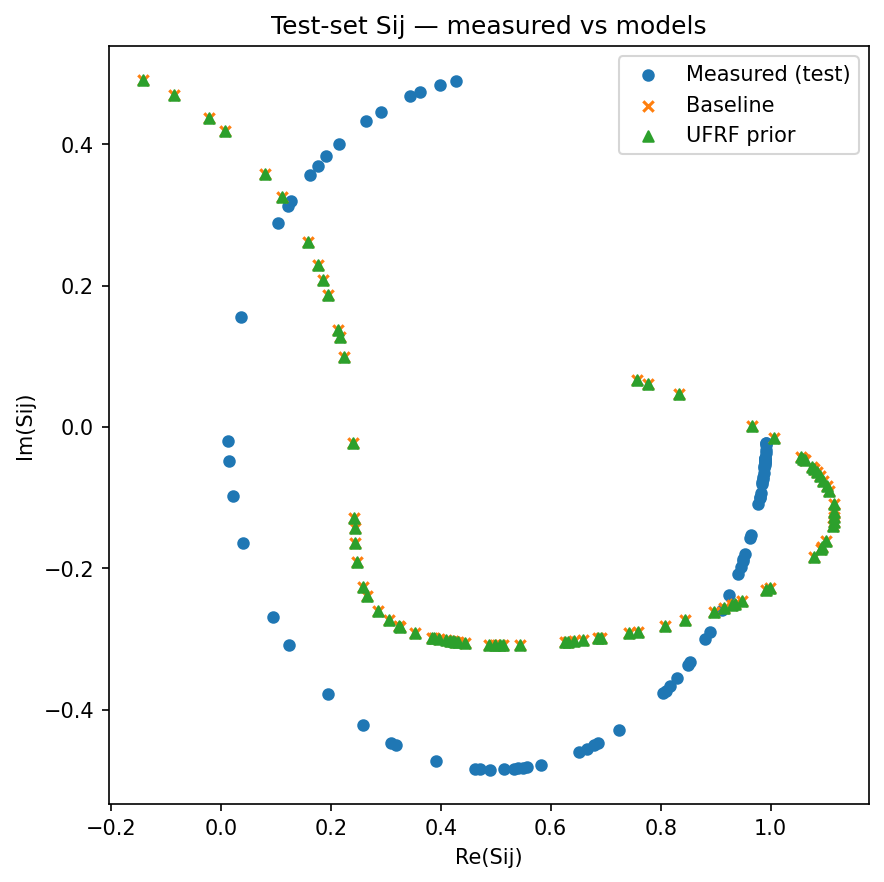 Test-set Sij — measured vs models
Measured (test)
Baseline
UFRF prior
0.4
0.2
0.0
−0.2
−0.4
Im(Sij)
−0.2
0.0
0.2
0.4
0.6
0.8
1.0
Re(Sij)